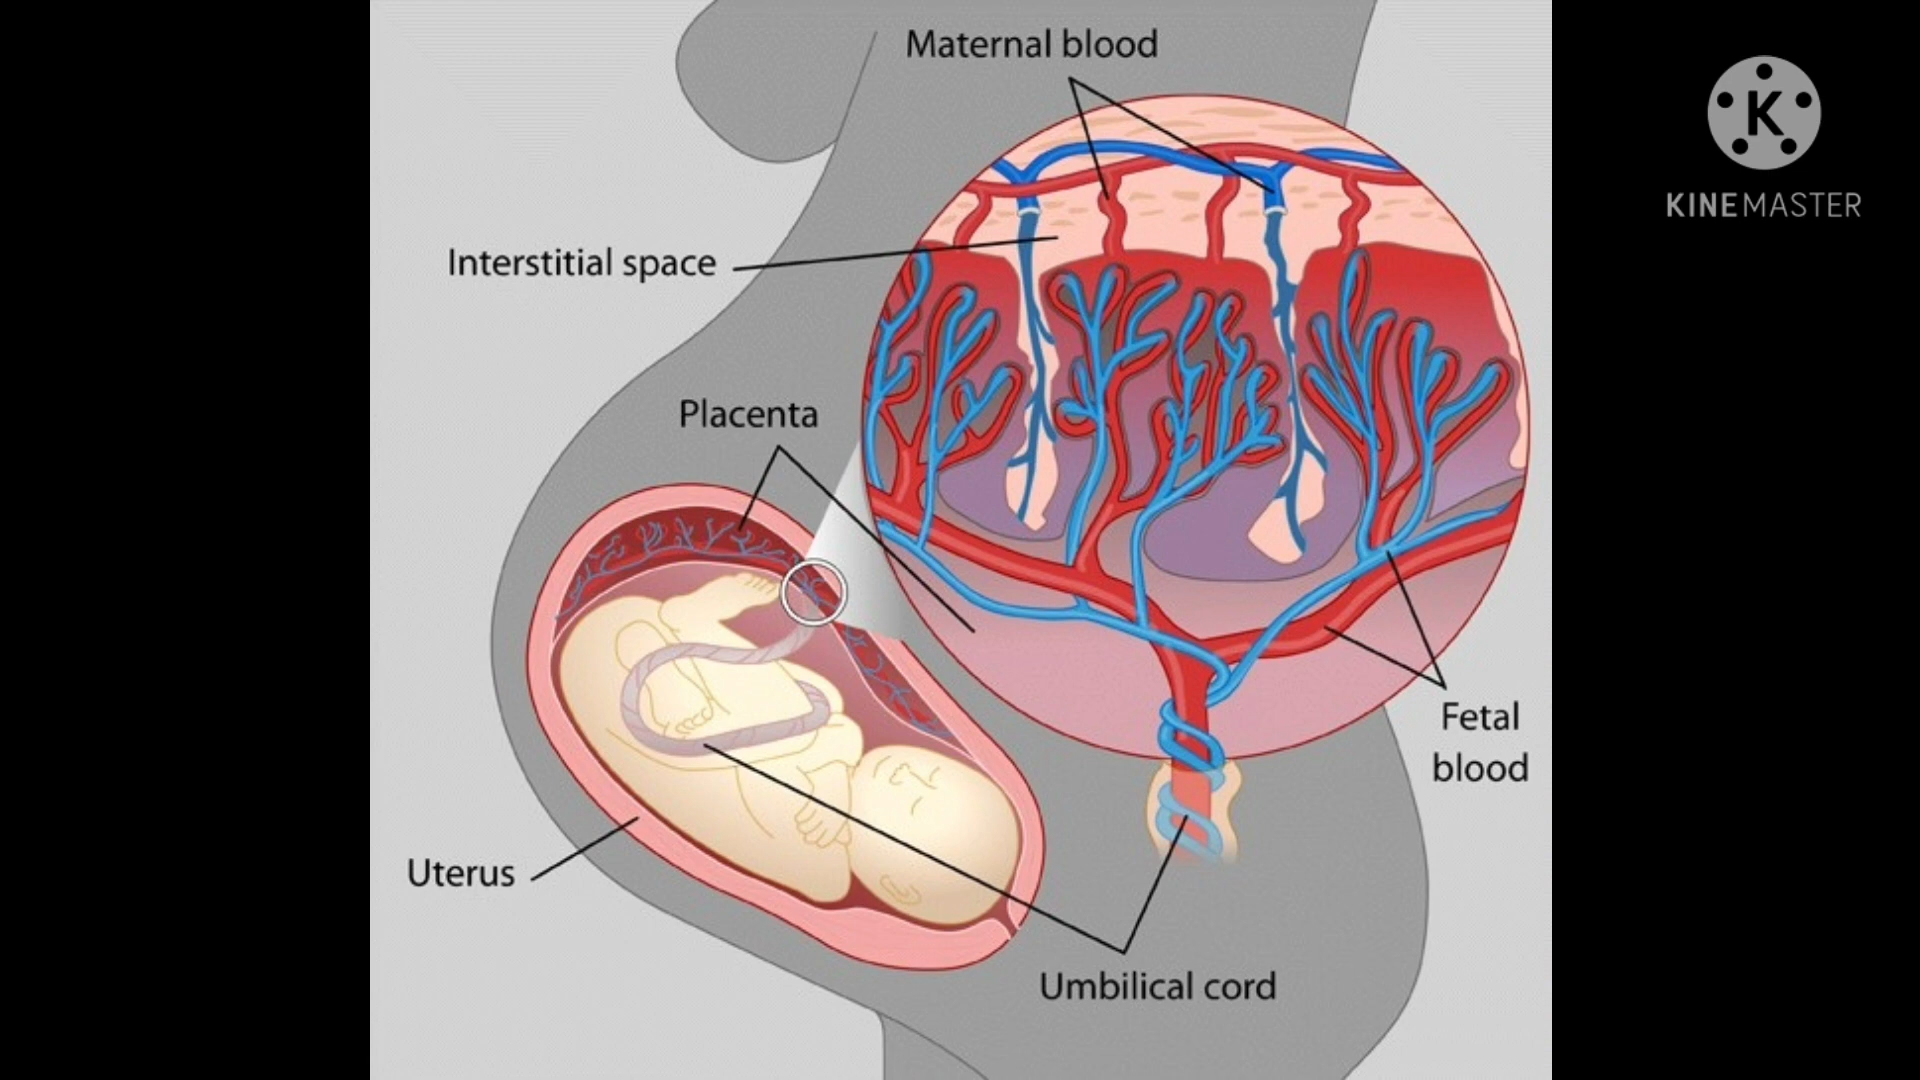 Maternal blood
K
KINEMASTER
Interstitial space
Placenta
Fetal
blood
Uterus
Umbilical cord